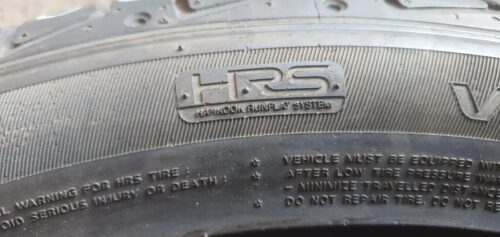 HRS
HANKOOK RUNFLAT SYSTEM
V
WARNING FOR HRS TIRE
SERIOUS INJURY OR DEATH
* VEHICLE MUST BE EQUIPPED
* AFTER LOW TIRE PRESSURE
- MINIMIZE TRAVELLED DISTANCE
* DO NOT REPAIR TIRE. DO NOT